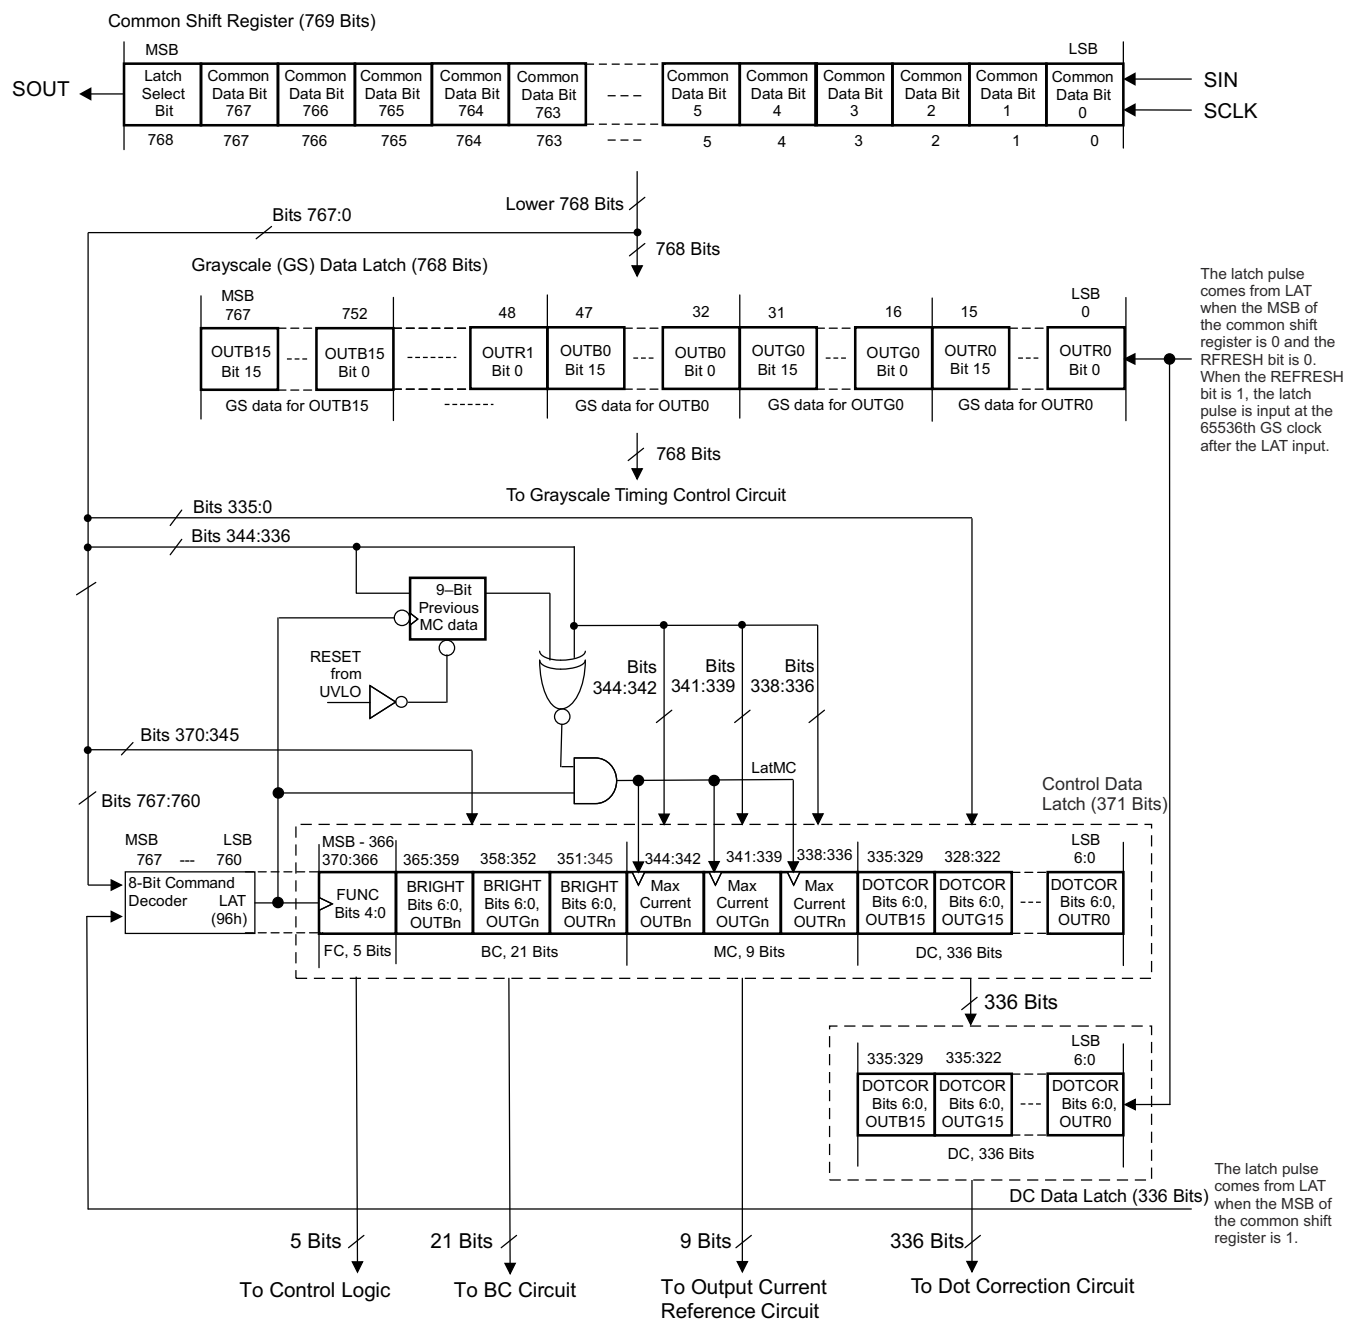 Common Shift Register (769 Bits)
MSB
LSB
SOUT
Latch Select Bit
Common Data Bit 767
Common Data Bit 766
Common Data Bit 765
Common Data Bit 764
Common Data Bit 763
Common Data Bit 5
Common Data Bit 4
Common Data Bit 3
Common Data Bit 2
Common Data Bit 1
Common Data Bit 0
SIN
SCLK
768 767 766 765 764 763 5 4 3 2 1 0
Lower 768 Bits
Bits 767:0
768 Bits
Grayscale (GS) Data Latch (768 Bits)
MSB
LSB
767 752 48 47 32 31 16 15 0
OUTB15 Bit 15
OUTB15 Bit 0
OUTR1 Bit 0
OUTB0 Bit 15
OUTB0 Bit 0
OUTG0 Bit 15
OUTG0 Bit 0
OUTR0 Bit 15
OUTR0 Bit 0
GS data for OUTB15
GS data for OUTB0
GS data for OUTG0
GS data for OUTR0
The latch pulse
comes from LAT
when the MSB of
the common shift
register is 0 and the
RFRESH bit is 0.
When the REFRESH
bit is 1, the latch
pulse is input at the
65536th GS clock
after the LAT input.
768 Bits
To Grayscale Timing Control Circuit
Bits 335:0
Bits 344:336
9–Bit
Previous
MC data
RESET
from
UVLO
Bits
344:342
Bits
341:339
Bits
338:336
Bits 370:345
LatMC
Bits 767:760
Control Data
Latch (371 Bits)
MSB LSB
767 --- 760
8-Bit Command
Decoder LAT
(96h)
MSB - 366
LSB
370:366 365:359 358:352 351:345 344:342 341:339 338:336 335:329 328:322 6:0
FUNC Bits 4:0
BRIGHT Bits 6:0, OUTBn
BRIGHT Bits 6:0, OUTGn
BRIGHT Bits 6:0, OUTRn
Max Current OUTBn
Max Current OUTGn
Max Current OUTRn
DOTCOR Bits 6:0, OUTB15
DOTCOR Bits 6:0, OUTG15
DOTCOR Bits 6:0, OUTR0
FC, 5 Bits
BC, 21 Bits
MC, 9 Bits
DC, 336 Bits
336 Bits
LSB
335:329 335:322 6:0
DOTCOR Bits 6:0, OUTB15
DOTCOR Bits 6:0, OUTG15
DOTCOR Bits 6:0, OUTR0
DC, 336 Bits
DC Data Latch (336 Bits)
The latch pulse
comes from LAT
when the MSB of
the common shift
register is 1.
5 Bits
21 Bits
9 Bits
336 Bits
To Control Logic
To BC Circuit
To Output Current
Reference Circuit
To Dot Correction Circuit